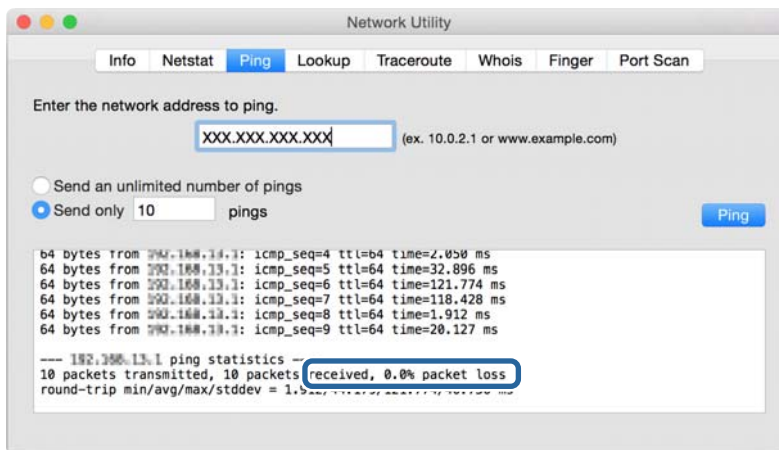 Network Utility
Info Netstat Ping Lookup Traceroute Whois Finger Port Scan
Enter the network address to ping.
XXX.XXX.XXX.XXX (ex. 10.0.2.1 or www.example.com)
Send an unlimited number of pings
Send only 10 pings
Ping
64 bytes from icmp_seq=4 ttl=64 time=2.050 ms
64 bytes from icmp_seq=5 ttl=64 time=32.896 ms
64 bytes from icmp_seq=6 ttl=64 time=121.774 ms
64 bytes from icmp_seq=7 ttl=64 time=118.428 ms
64 bytes from icmp_seq=8 ttl=64 time=1.912 ms
64 bytes from icmp_seq=9 ttl=64 time=20.127 ms
--- ping statistics --
10 packets transmitted, 10 packets received, 0.0% packet loss
round-trip min/avg/max/stddev = ms